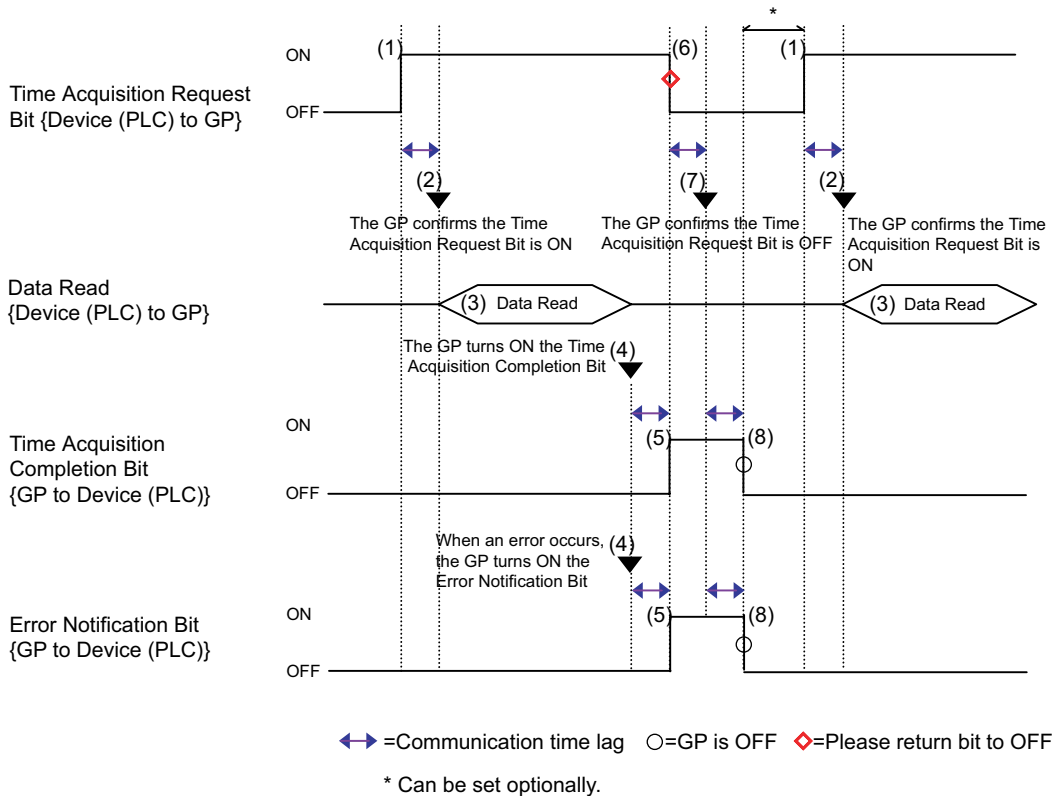 *
ON
(1)
(6)
(1)
Time Acquisition Request
Bit {Device (PLC) to GP}
OFF
(2)
(7)
(2)
The GP confirms the Time
Acquisition Request Bit is ON
The GP confirms the Time
Acquisition Request Bit is OFF
The GP confirms the Time
Acquisition Request Bit is
ON
Data Read
{Device (PLC) to GP}
(3) Data Read
(3) Data Read
The GP turns ON the Time
Acquisition Completion Bit
(4)
ON
Time Acquisition
Completion Bit
{GP to Device (PLC)}
(5)
(8)
OFF
When an error occurs,
the GP turns ON the
Error Notification Bit
(4)
ON
Error Notification Bit
{GP to Device (PLC)}
(5)
(8)
OFF
=Communication time lag
=GP is OFF
=Please return bit to OFF
* Can be set optionally.